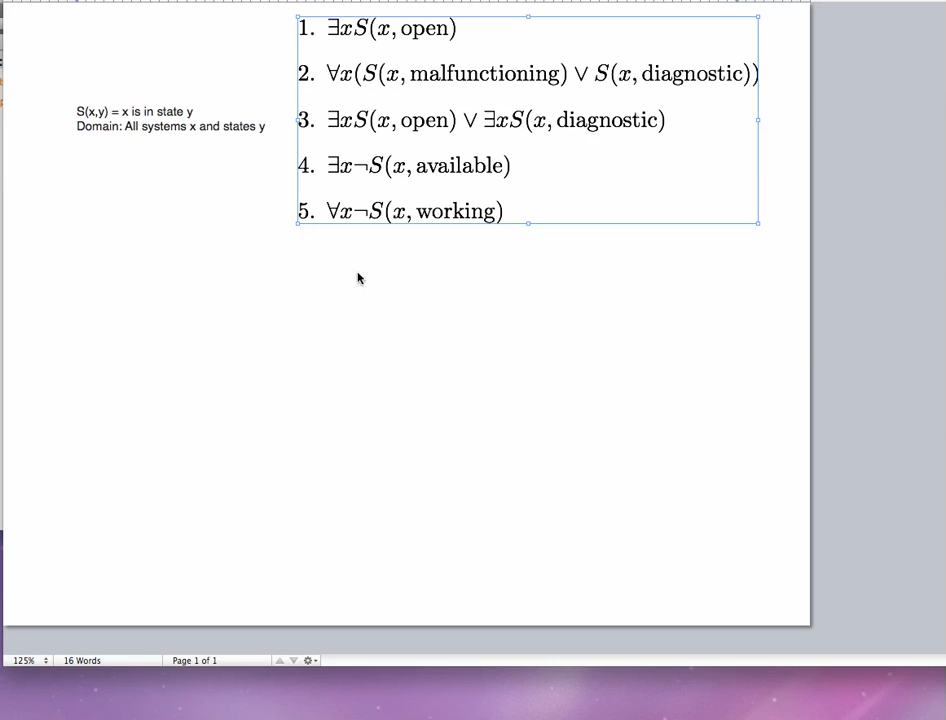 1. ∃xS(x, open)
2. ∀x(S(x, malfunctioning) ∨ S(x, diagnostic))
S(x,y) = x is in state y
Domain: All systems x and states y
3. ∃xS(x, open) ∨ ∃xS(x, diagnostic)
4. ∃x¬S(x, available)
5. ∀x¬S(x, working)
125% 16 Words Page 1 of 1